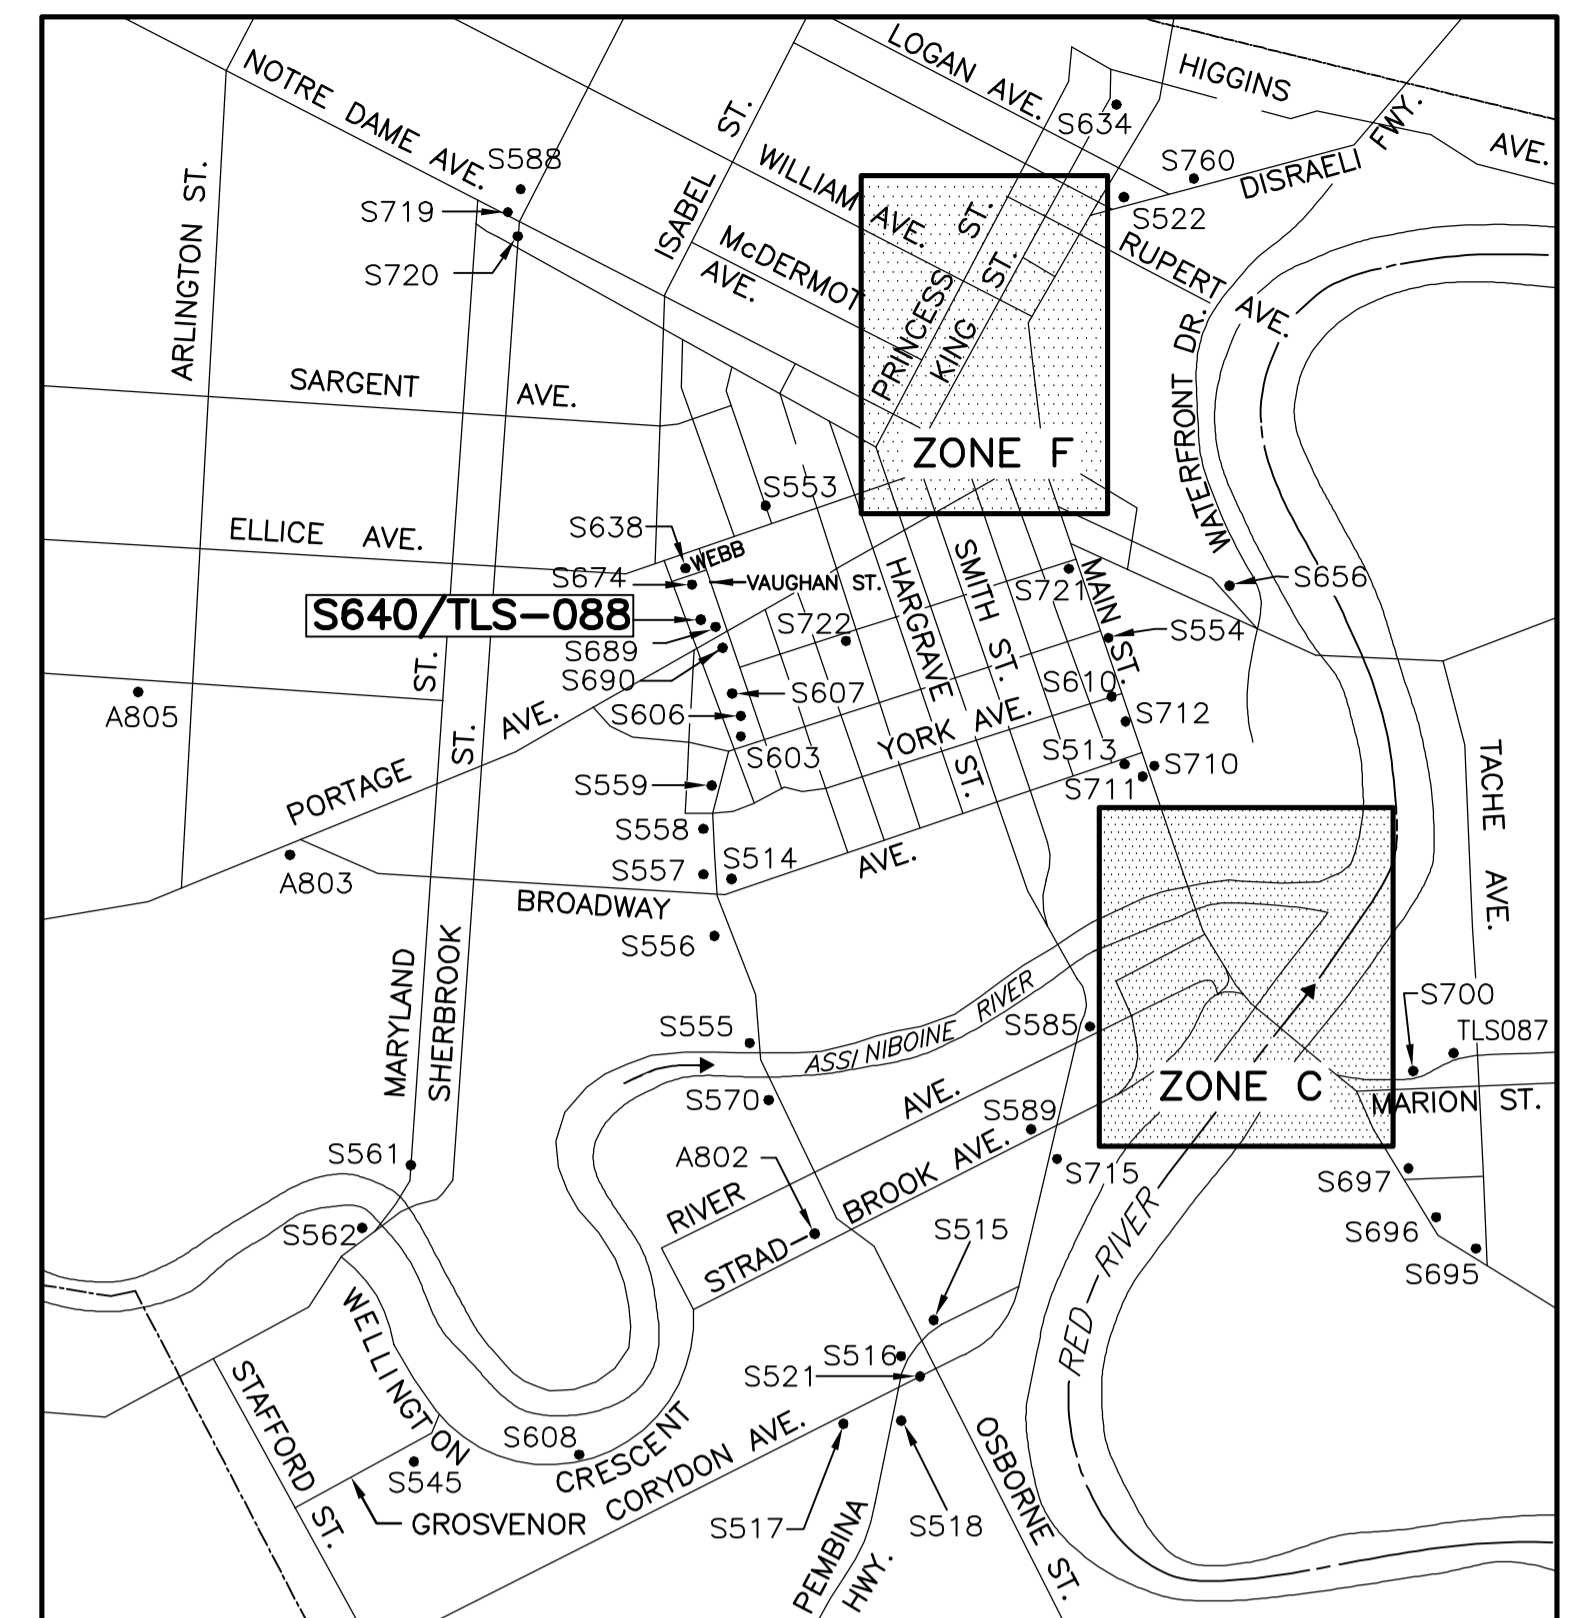 LOGAN AVE.
HIGGINS
AVE.
NOTRE DAME AVE.
S634
FWY.
DISRAELI
S760
S588
ISABEL ST.
WILLIAM AVE.
S522
S719
ARLINGTON ST.
S720
McDERMOT
AVE.
PRINCESS ST.
KING ST.
RUPERT AVE.
WATERFRONT DR.
SARGENT AVE.
ZONE F
S553
S638
ELLICE AVE.
WEBB
S674
VAUGHAN ST.
S640/TLS-088
S689
S690
S722
HARGRAVE ST.
SMITH ST.
S721
MAIN ST.
S656
S554
ST.
A805
S607
S606
S603
S610
S712
YORK AVE.
S513
S710
S711
ST.
PORTAGE AVE.
S559
S558
S557
S514
AVE.
TACHE AVE.
A803
BROADWAY
S556
MARYLAND
SHERBROOK
S555
ASSI NIBOINE RIVER
S585
S700
TLS087
ZONE C
MARION ST.
S570
AVE.
S589
A802
S561
S715
S697
RIVER
BROOK AVE.
STRAD
S562
S515
S696
S695
RED RIVER
WELLINGTON
S516
S521
STAFFORD ST.
S608
S545
CRESCENT
CORYDON AVE.
GROSVENOR
S517
S518
OSBORNE ST.
PEMBINA
HWY.